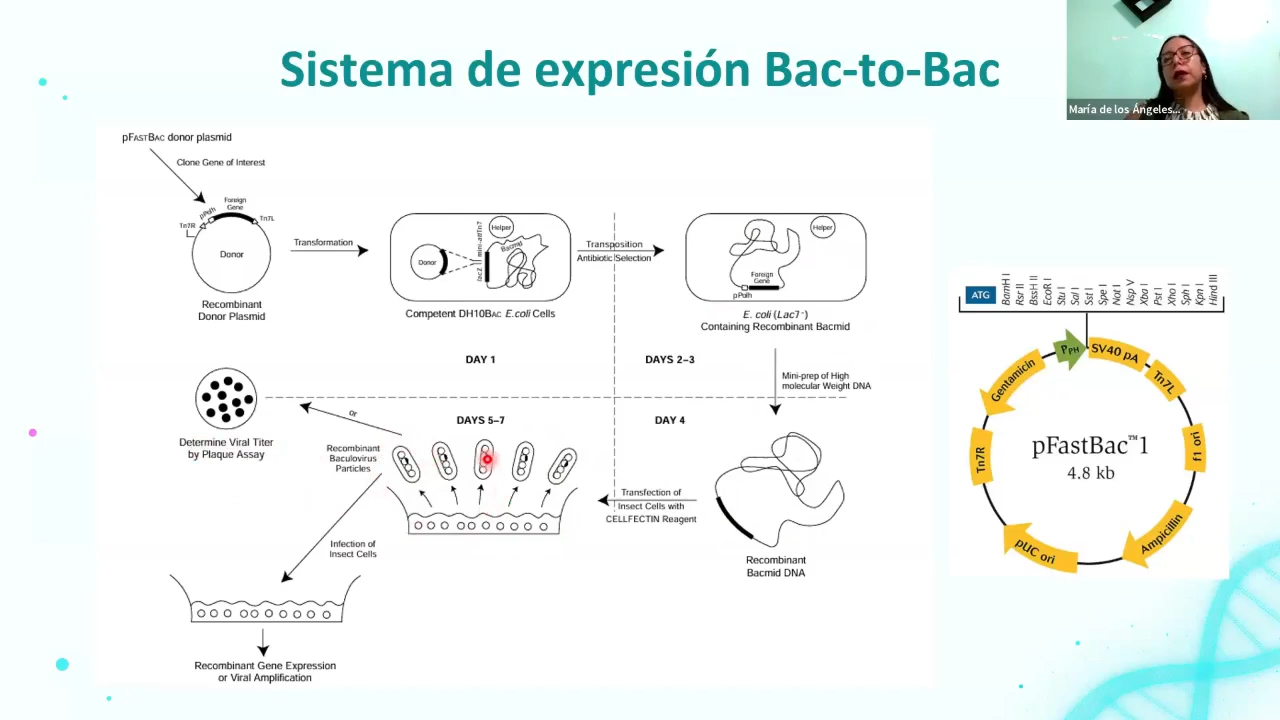 Sistema de expresión Bac-to-Bac
María de los Ángeles...
pFASTBAC donor plasmid
Clone Gene of Interest
Foreign
Gene
pPolh
Tn7R
Tn7L
Donor
Recombinant
Donor Plasmid
Transformation
Donor
lacZ
mini-attTn7
Helper
Bacmid
Competent DH10BAC E.coli Cells
Transposition
Antibiotic Selection
Helper
Foreign
Gene
pPolh
E. coli (LacZ⁻)
Containing Recombinant Bacmid
DAY 1
DAYS 2–3
Mini-prep of High
molecular Weight DNA
DAYS 5–7
DAY 4
or
Determine Viral Titer
by Plaque Assay
Recombinant
Baculovirus
Particles
Transfection of
Insect Cells with
CELLFECTIN Reagent
Recombinant
Bacmid DNA
Infection of
Insect Cells
Recombinant Gene Expression
or Viral Amplification
ATG
BamH I
Rsr II
BssH II
EcoR I
Stu I
Sal I
Sst I
Spe I
Not I
Nsp V
Xba I
Pst I
Xho I
Sph I
Kpn I
Hind III
PPH
SV40 pA
Tn7L
f1 ori
Ampicillin
pUC ori
Tn7R
Gentamicin
pFastBac™1
4.8 kb